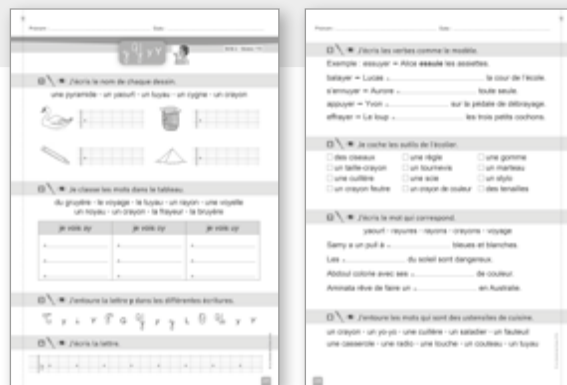 Prénom : Date :
y Y y Y
J'écris le nom de chaque dessin.
une pyramide - un yaourt - un tuyau - un cygne - un crayon
Je classe les mots dans le tableau.
du gruyère - le voyage - le tuyau - un rayon - une voyelle
un noyau - un crayon - la frayeur - la bruyère
je vois ay je vois oy je vois uy
J'entoure la lettre y dans les différentes écritures.
J'écris la lettre.
Prénom : Date :
J'écris les verbes comme le modèle.
Exemple : essuyer = Alice essuie les assiettes.
balayer = Lucas la cour de l'école.
s'ennuyer = Aurore toute seule.
appuyer = Yvon sur la pédale de débrayage.
effrayer = Le loup les trois petits cochons.
Je coche les outils de l'écolier.
des ciseaux une règle une gomme
un taille-crayon un tournevis un marteau
une cuillère une scie un stylo
un crayon feutre un crayon de couleur des tenailles
J'écris le mot qui correspond.
yaourt - rayures - rayons - crayons - voyage
Samy a un pull à bleues et blanches.
Les du soleil sont dangereux.
Abdoul colorie avec ses de couleur.
Aminata rêve de faire un en Australie.
J'entoure les mots qui sont des ustensiles de cuisine.
un crayon - un yo-yo - une cuillère - un saladier - un fauteuil
une casserole - une radio - une louche - un couteau - un tuyau